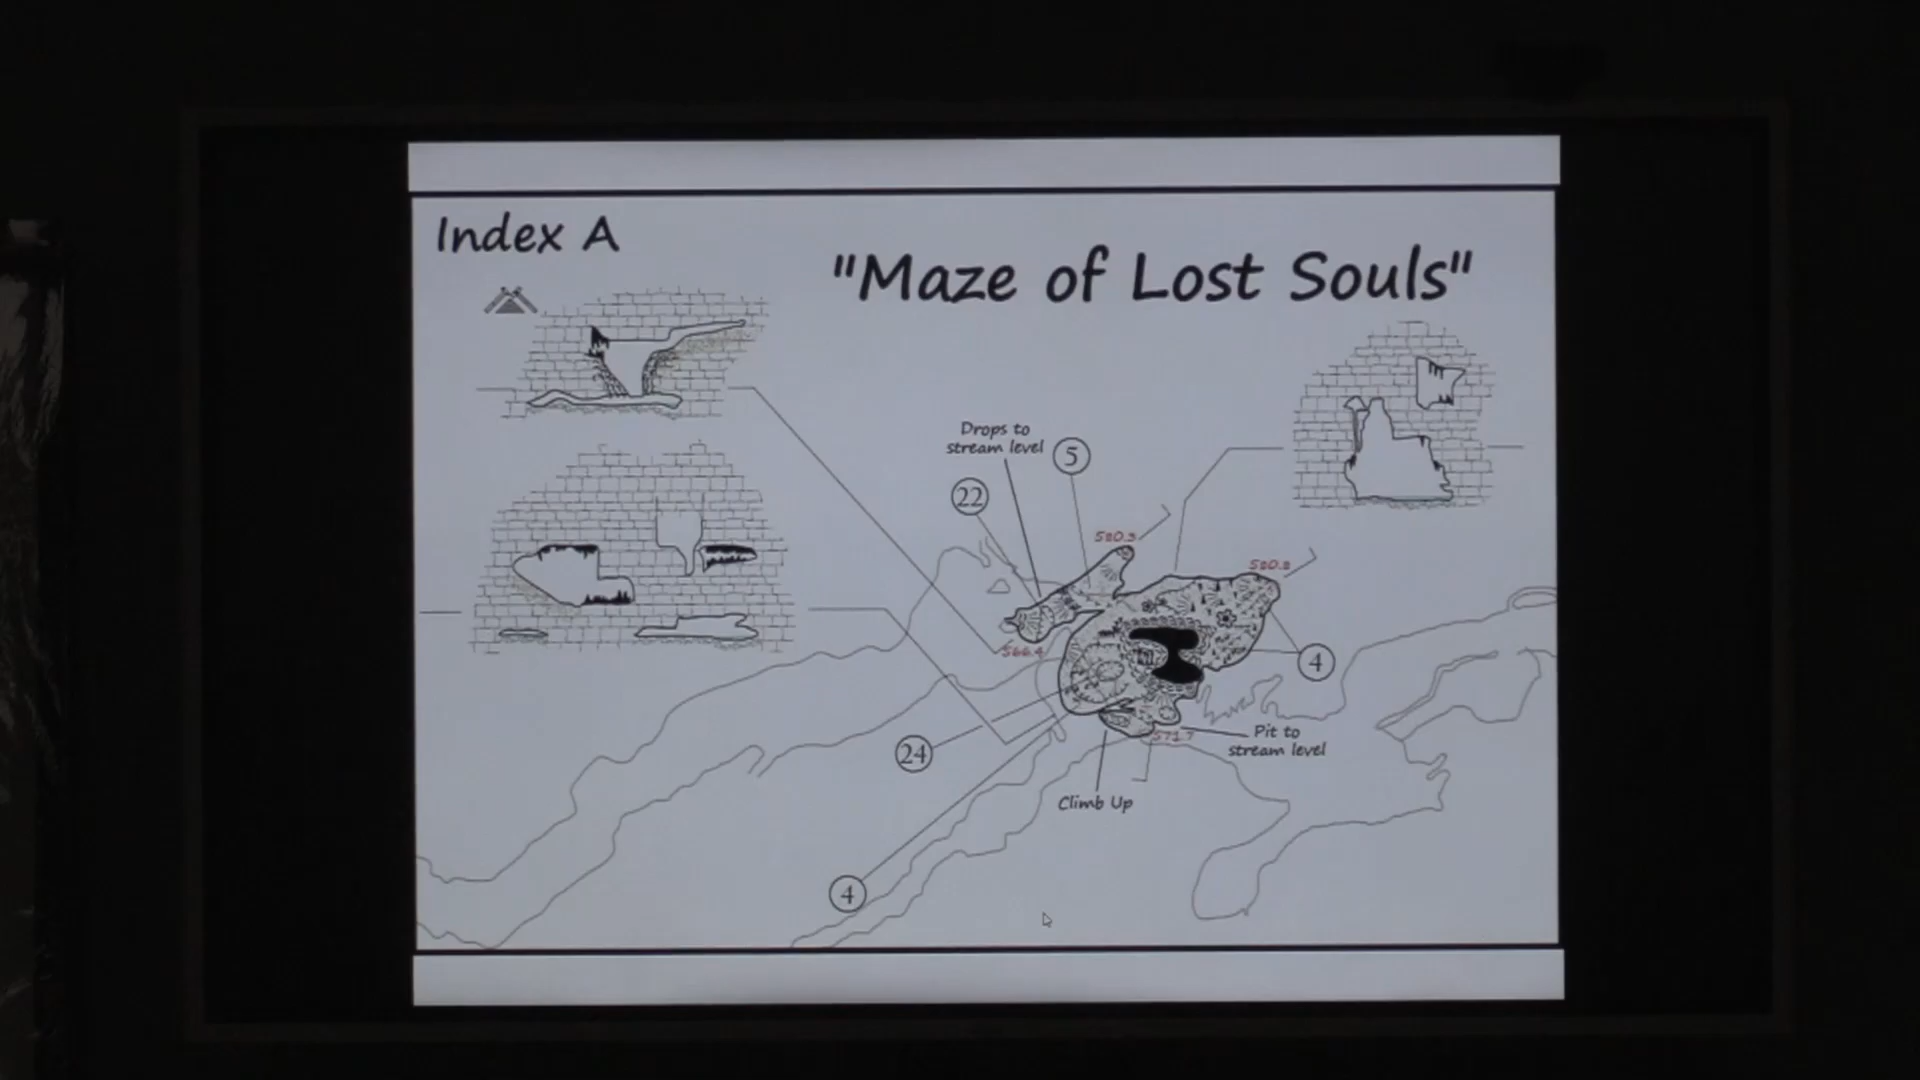 Index A
"Maze of Lost Souls"
Drops to
stream level
5
22
580.3
580.8
566.4
4
24
571.7
Pit to
stream level
Climb Up
4